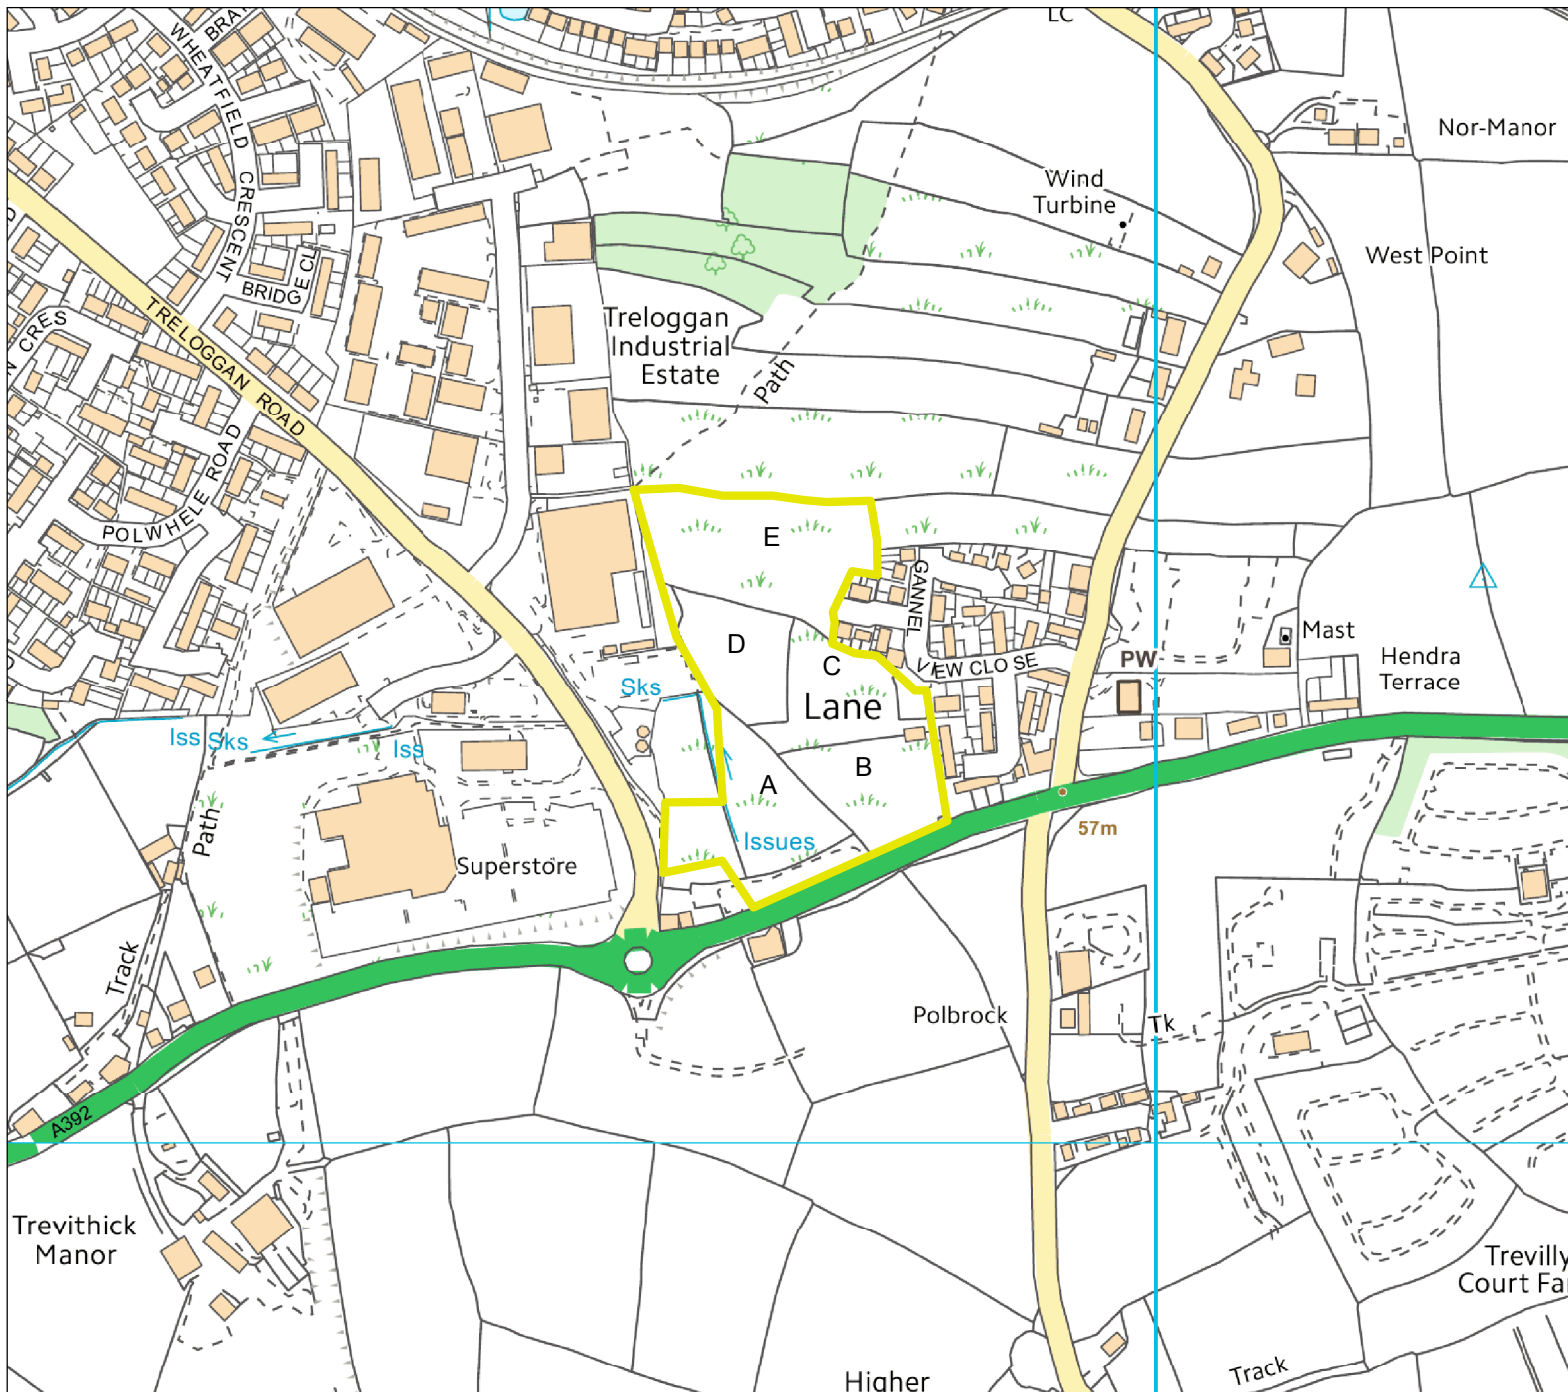 LC
BRA
WHEATFIELD CRESCENT
Nor-Manor
Wind
Turbine
West Point
BRIDGE CL
TRELOGGAN ROAD
N CRES
Treloggan
Industrial
Estate
Path
POLWHELE ROAD
E
GANNEL
VIEW CLOSE
D
C
Mast
PW
Hendra
Terrace
Sks
Lane
Iss Sks
Iss
B
A
Path
Issues
57m
Superstore
Track
Polbrock
Tk
A392
Trevithick
Manor
Trevilly
Court Fa
Higher
Track